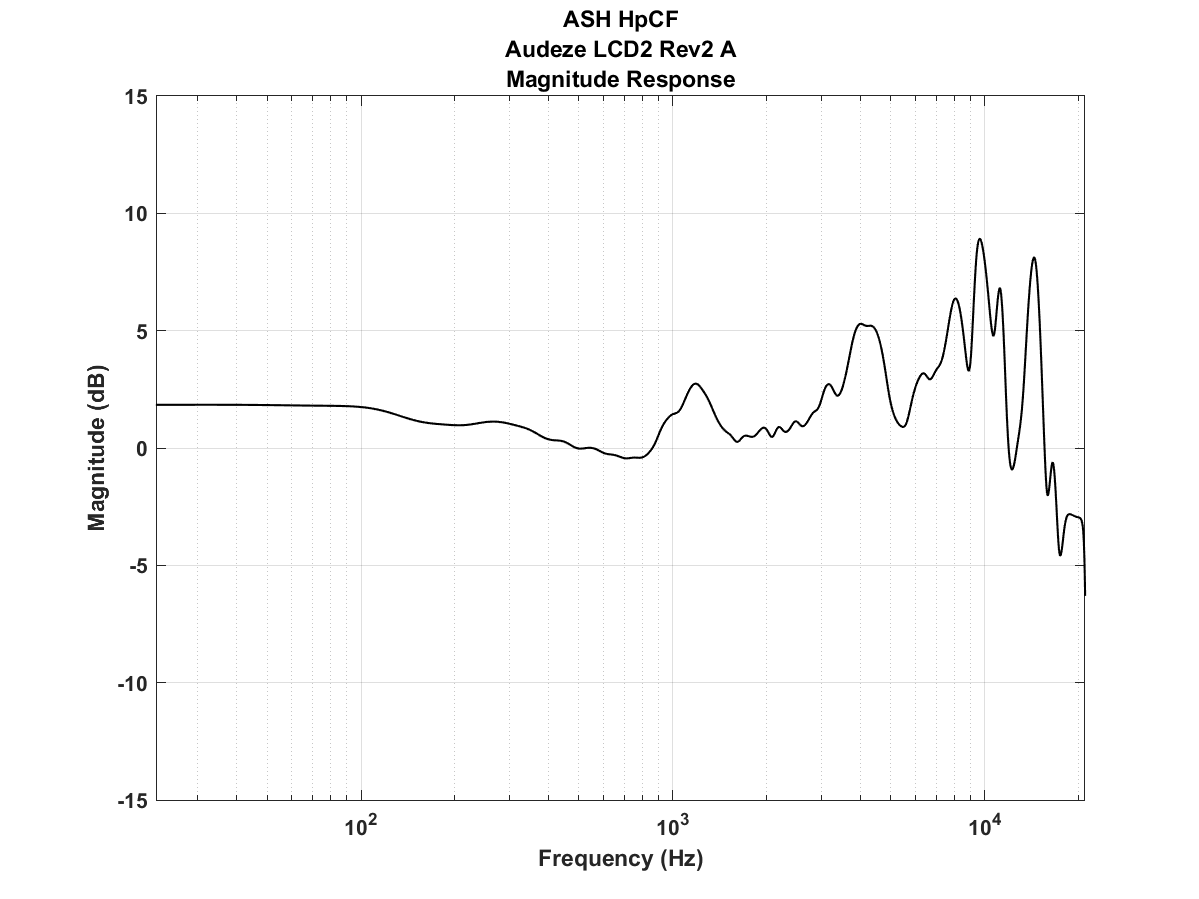 ASH HpCF
Audeze LCD2 Rev2 A
Magnitude Response
15
10
5
0
-5
-10
-15
Magnitude (dB)
10² 10³ 10⁴
Frequency (Hz)